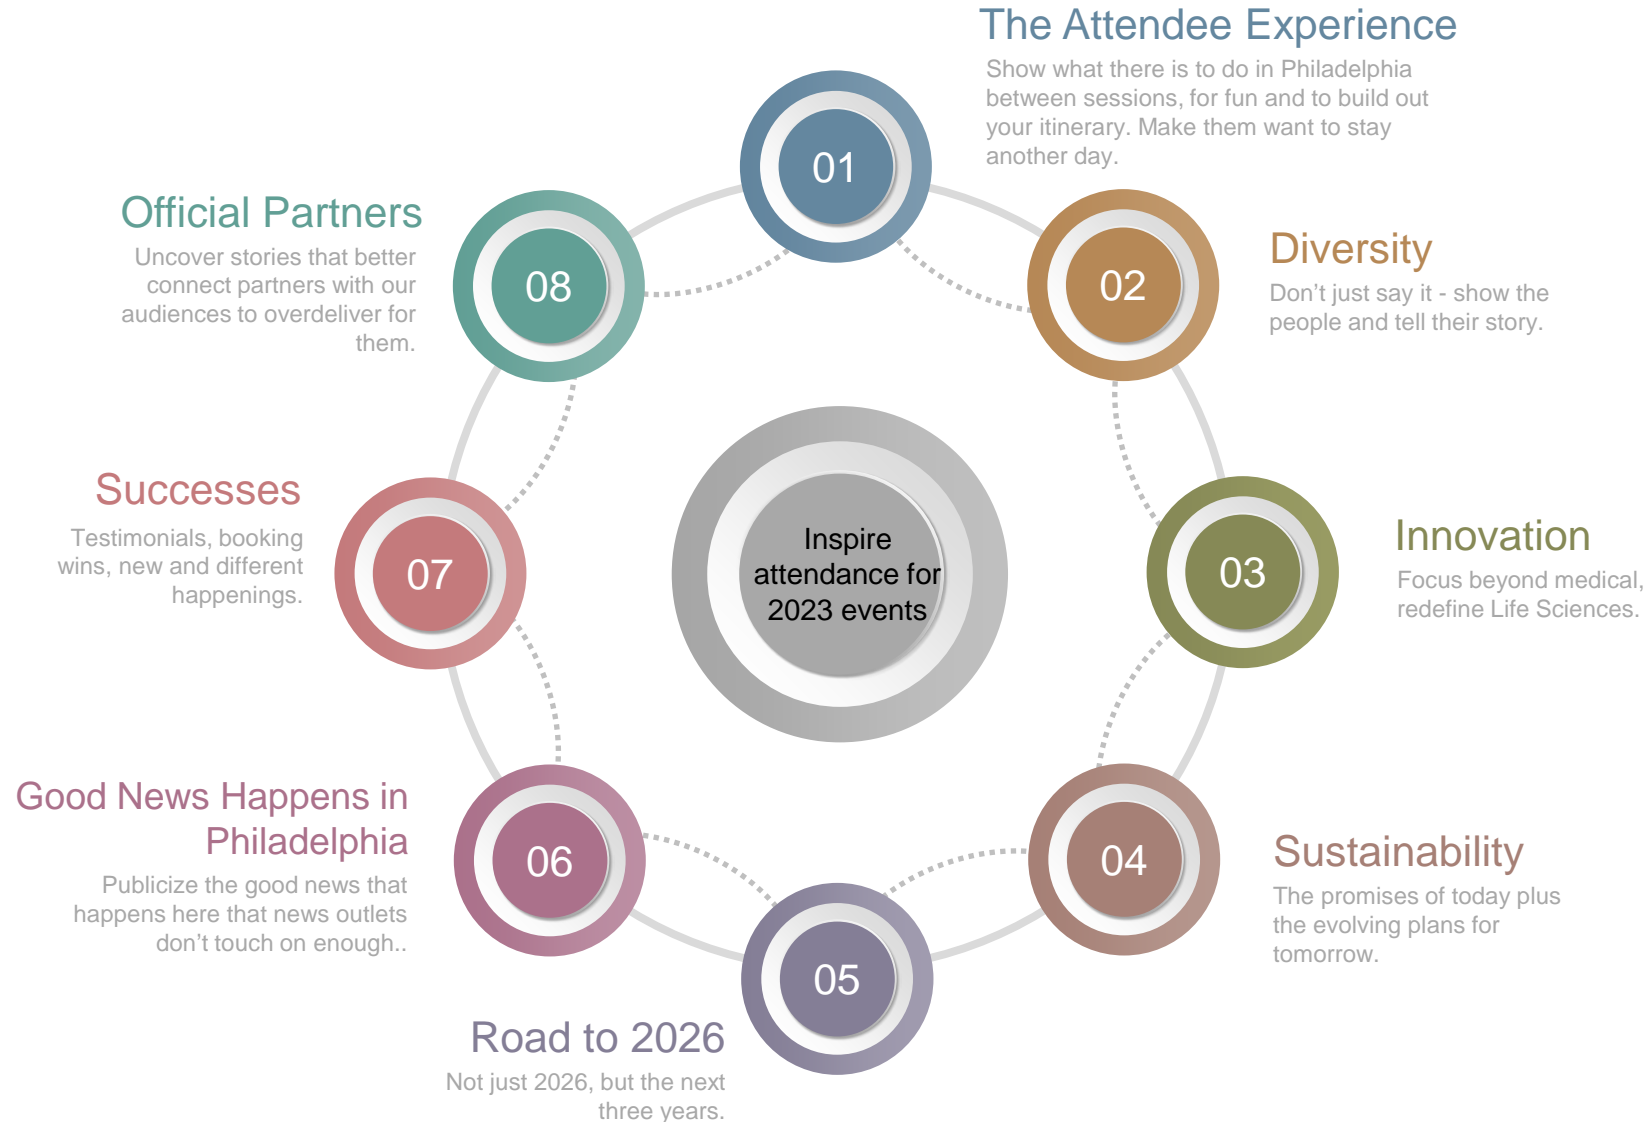 The Attendee Experience
Show what there is to do in Philadelphia
between sessions, for fun and to build out
your itinerary. Make them want to stay
another day.
01
Diversity
Don't just say it - show the
people and tell their story.
02
Innovation
Focus beyond medical,
redefine Life Sciences.
03
Sustainability
The promises of today plus
the evolving plans for
tomorrow.
04
Road to 2026
Not just 2026, but the next
three years.
05
Good News Happens in
Philadelphia
Publicize the good news that
happens here that news outlets
don't touch on enough..
06
Successes
Testimonials, booking
wins, new and different
happenings.
07
Official Partners
Uncover stories that better
connect partners with our
audiences to overdeliver for
them.
08
Inspire
attendance for
2023 events